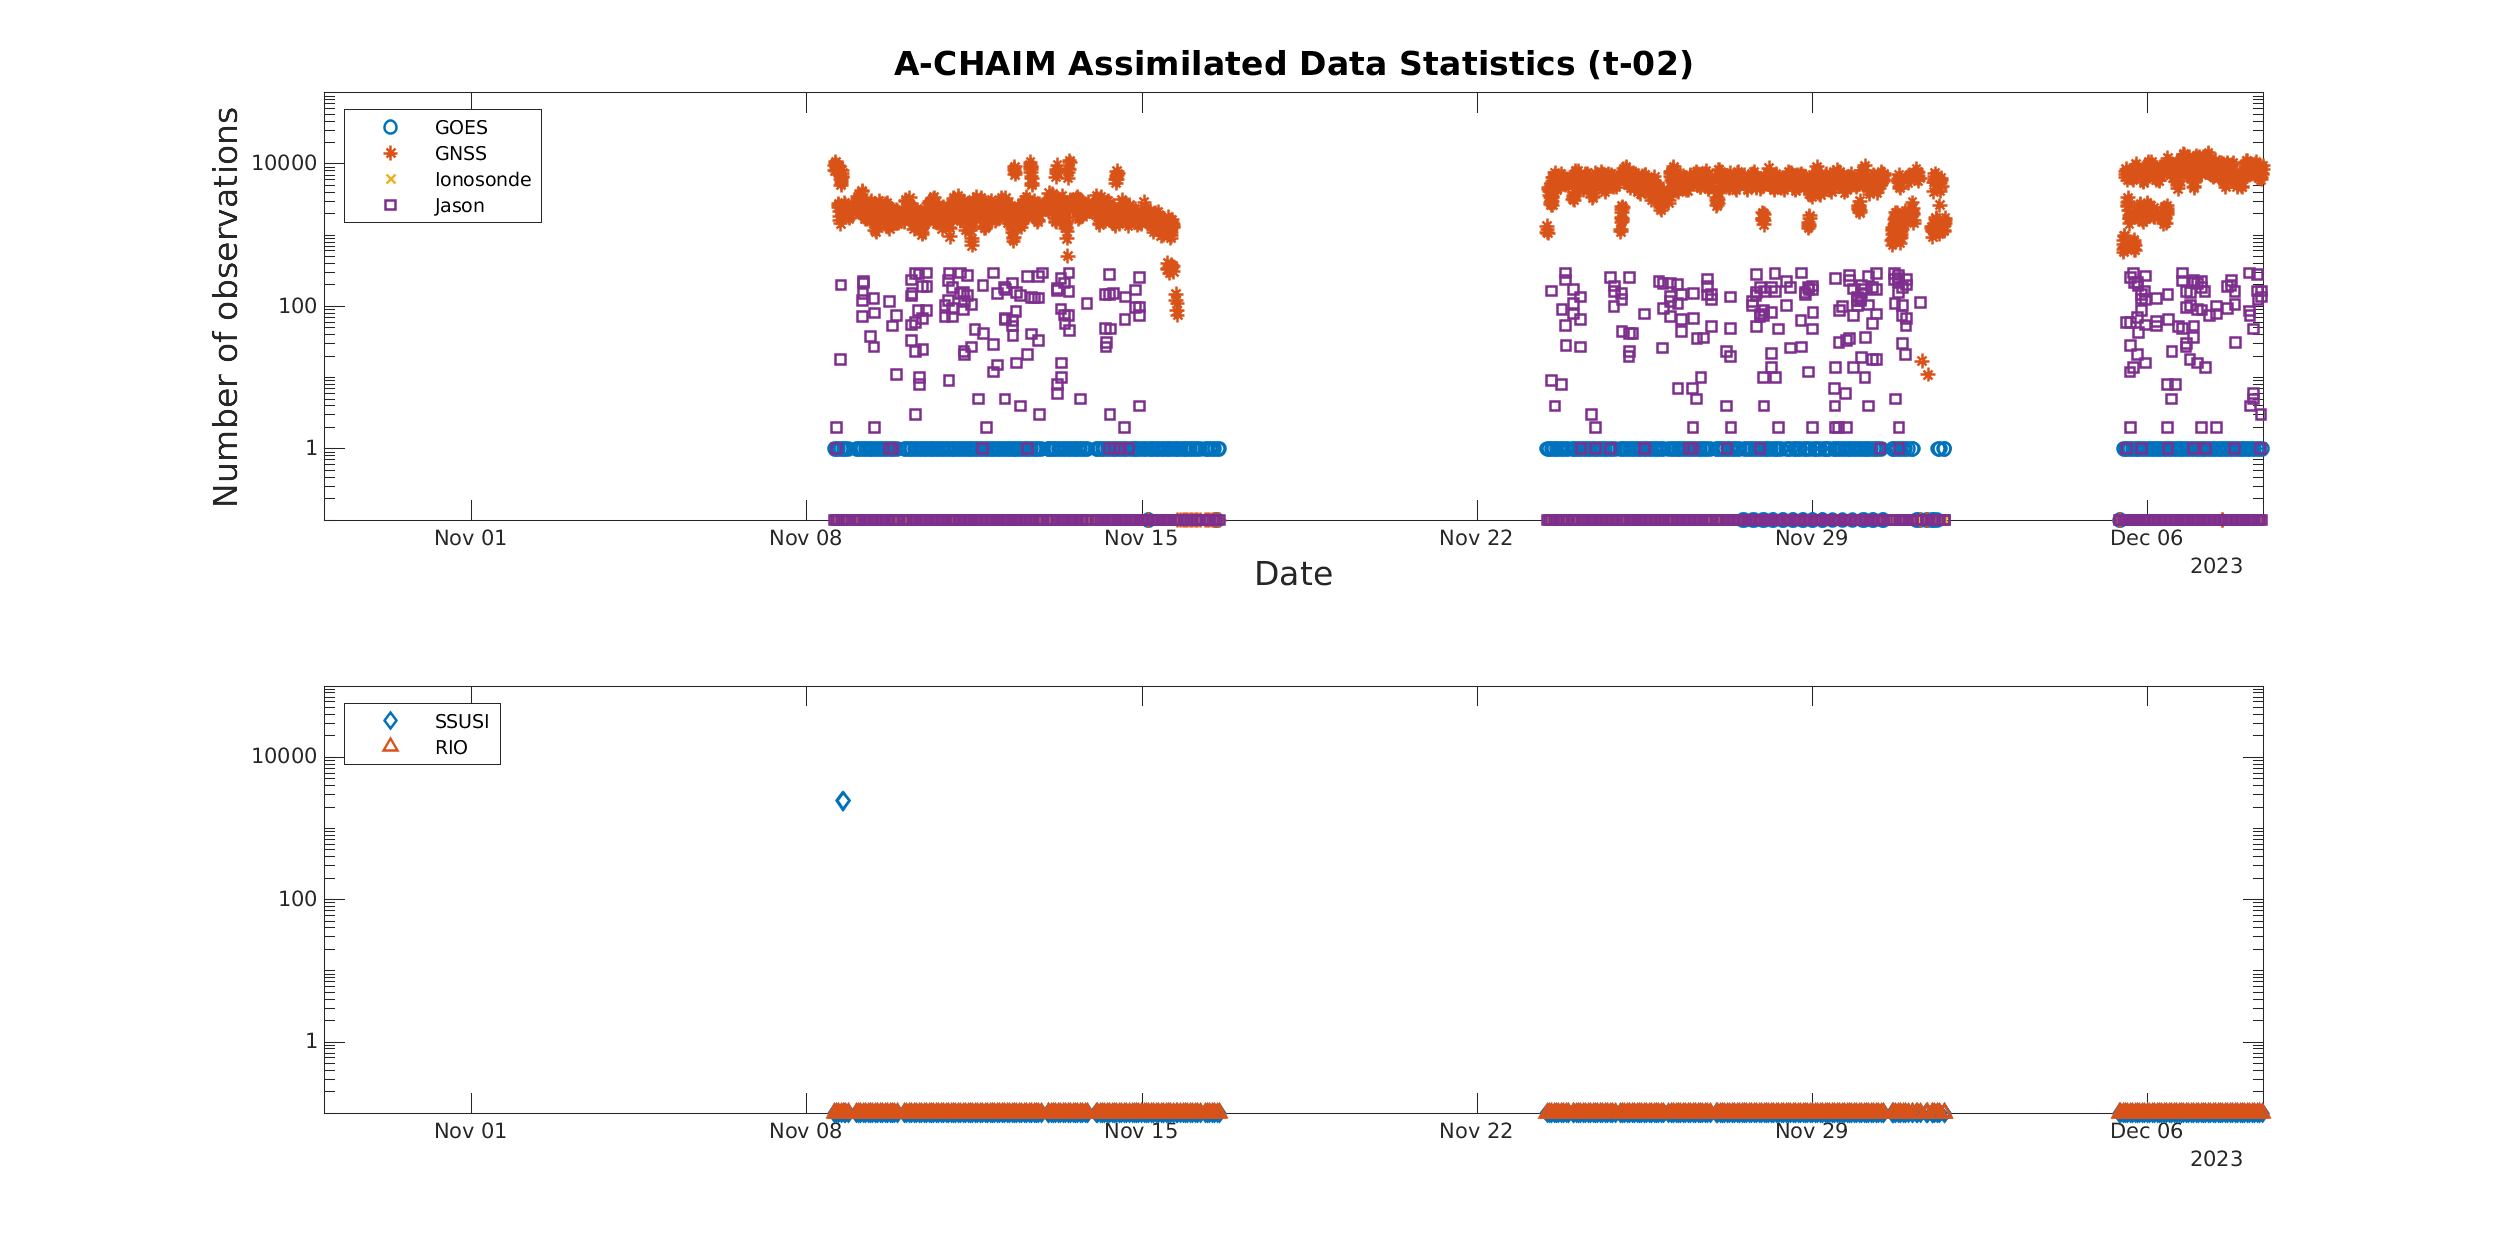 A-CHAIM Assimilated Data Statistics (t-02)
Number of observations
10000
100
1
GOES
GNSS
Ionosonde
Jason
Nov 01
Nov 08
Nov 15
Nov 22
Nov 29
Dec 06
2023
Date
10000
100
1
SSUSI
RIO
Nov 01
Nov 08
Nov 15
Nov 22
Nov 29
Dec 06
2023